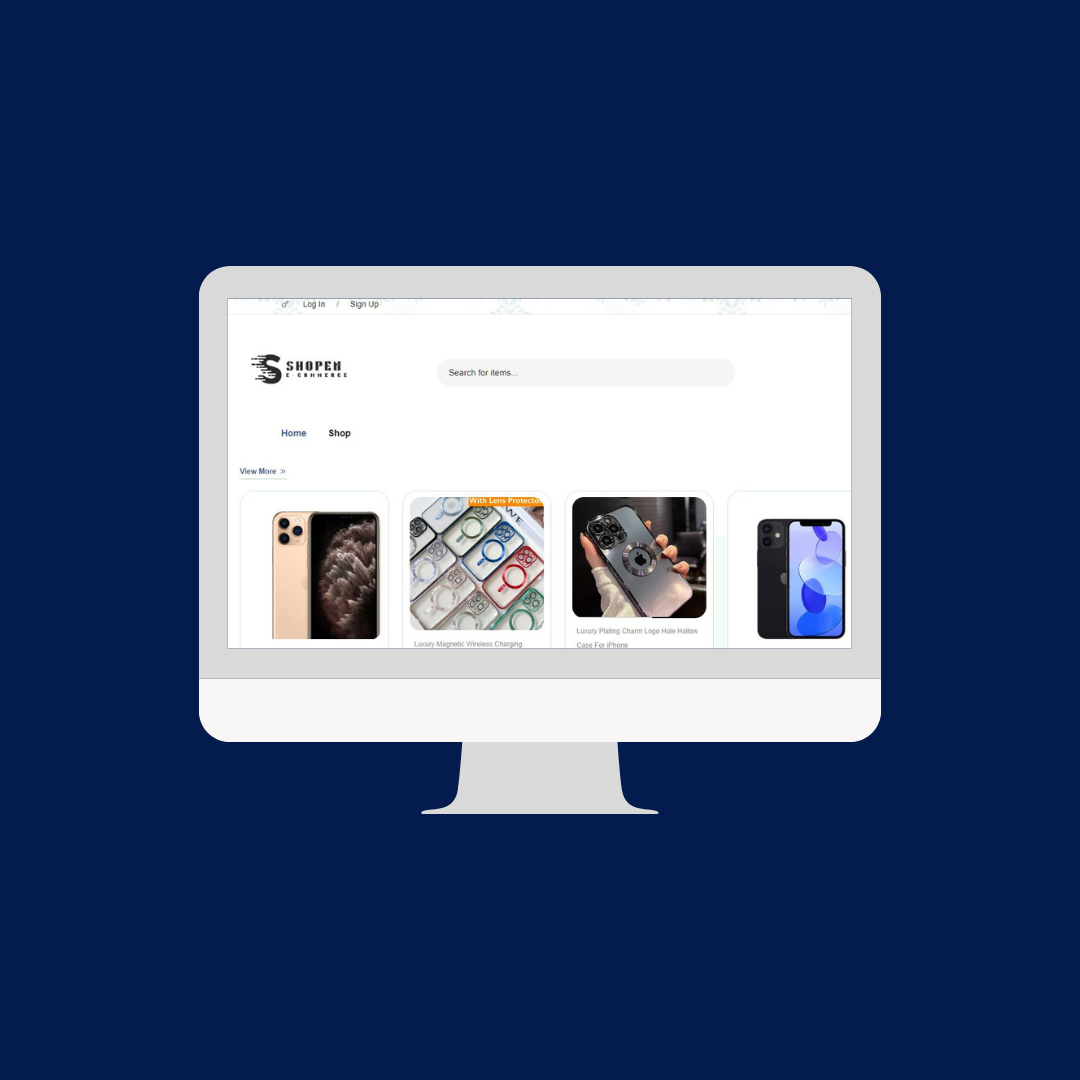 Log In / Sign Up
SHOPEN
E-COMMERCE
Search for items...
Home Shop
View More »
With Lens Protector
Luxury Magnetic Wireless Charging
Luxury Plating Charm Logo Hole Hollow
Case For iPhone